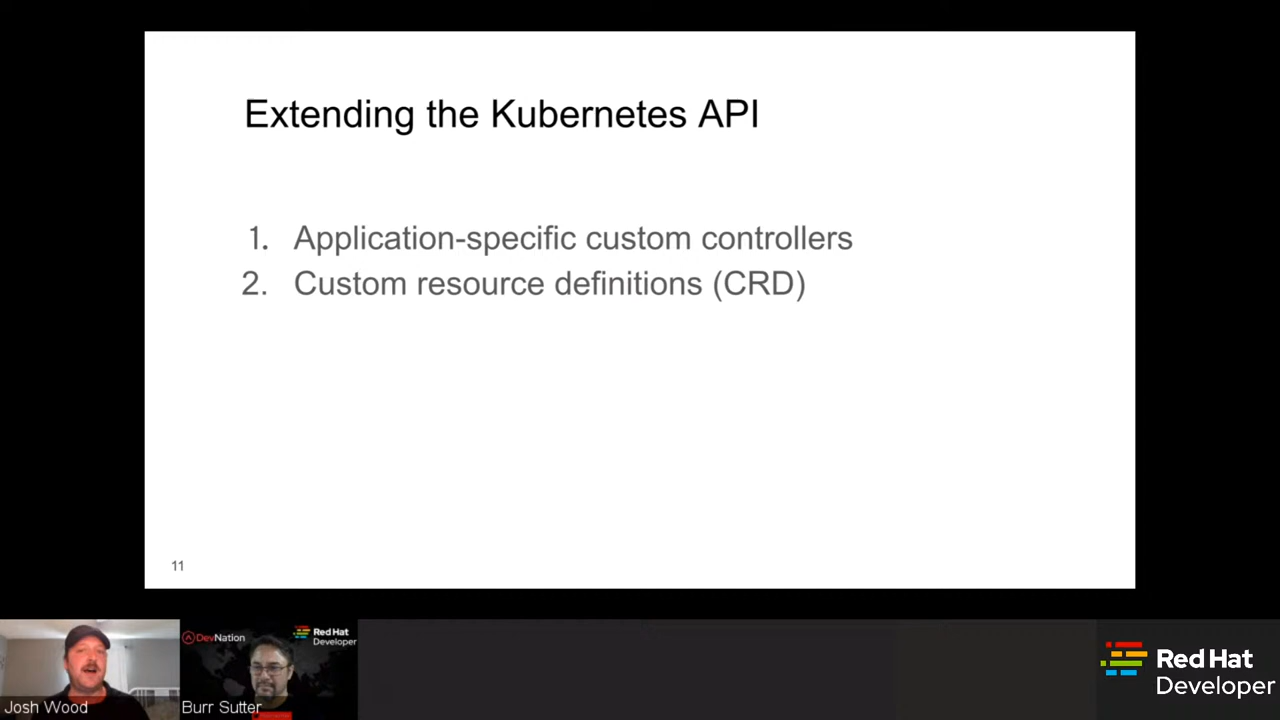 Extending the Kubernetes API
1. Application-specific custom controllers
2. Custom resource definitions (CRD)
11
DevNation
Red Hat
Developer
Josh Wood
Burr Sutter
Red Hat
Developer